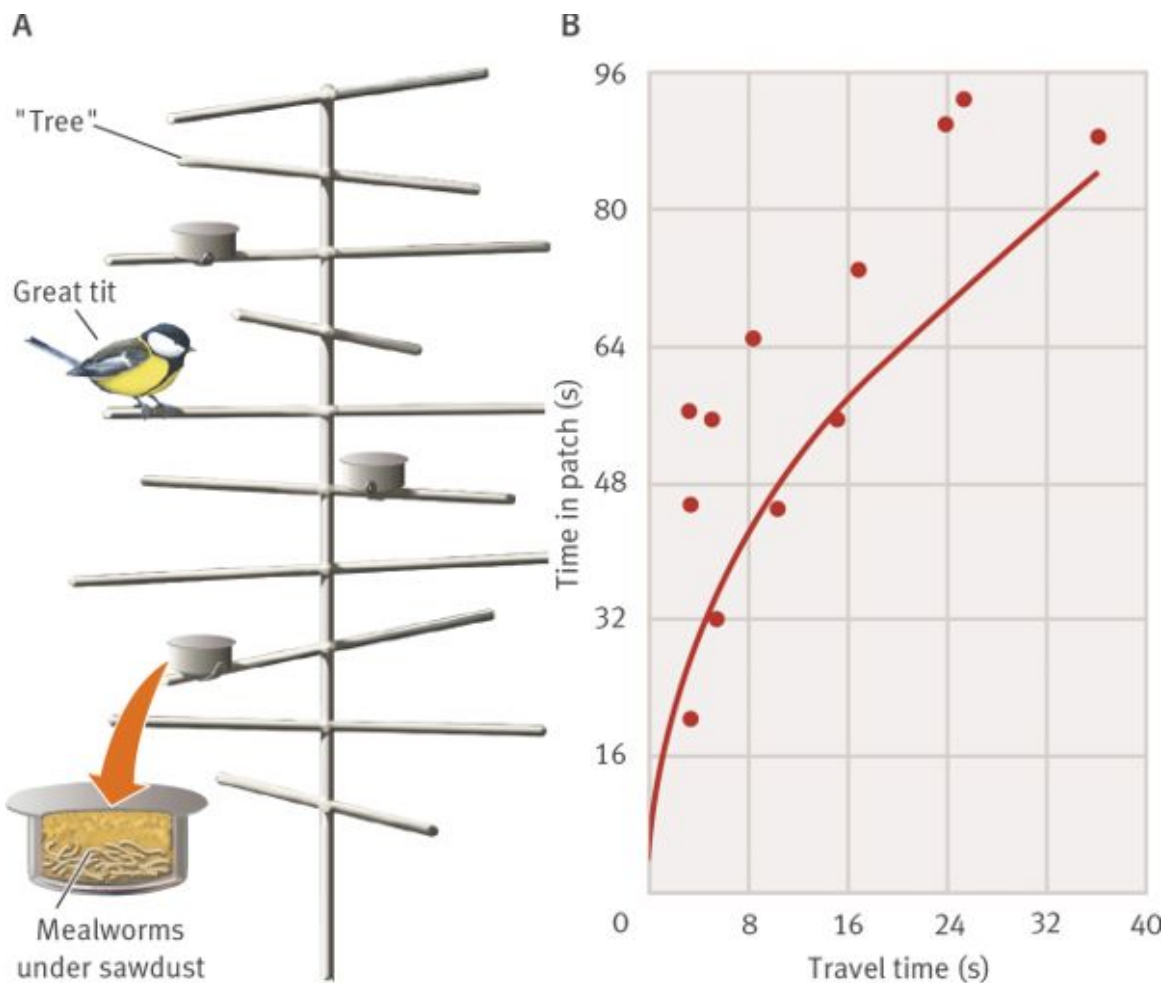 A
"Tree"
Great tit
Mealworms
under sawdust
B
Time in patch (s)
96
80
64
48
32
16
0
8
16
24
32
40
Travel time (s)